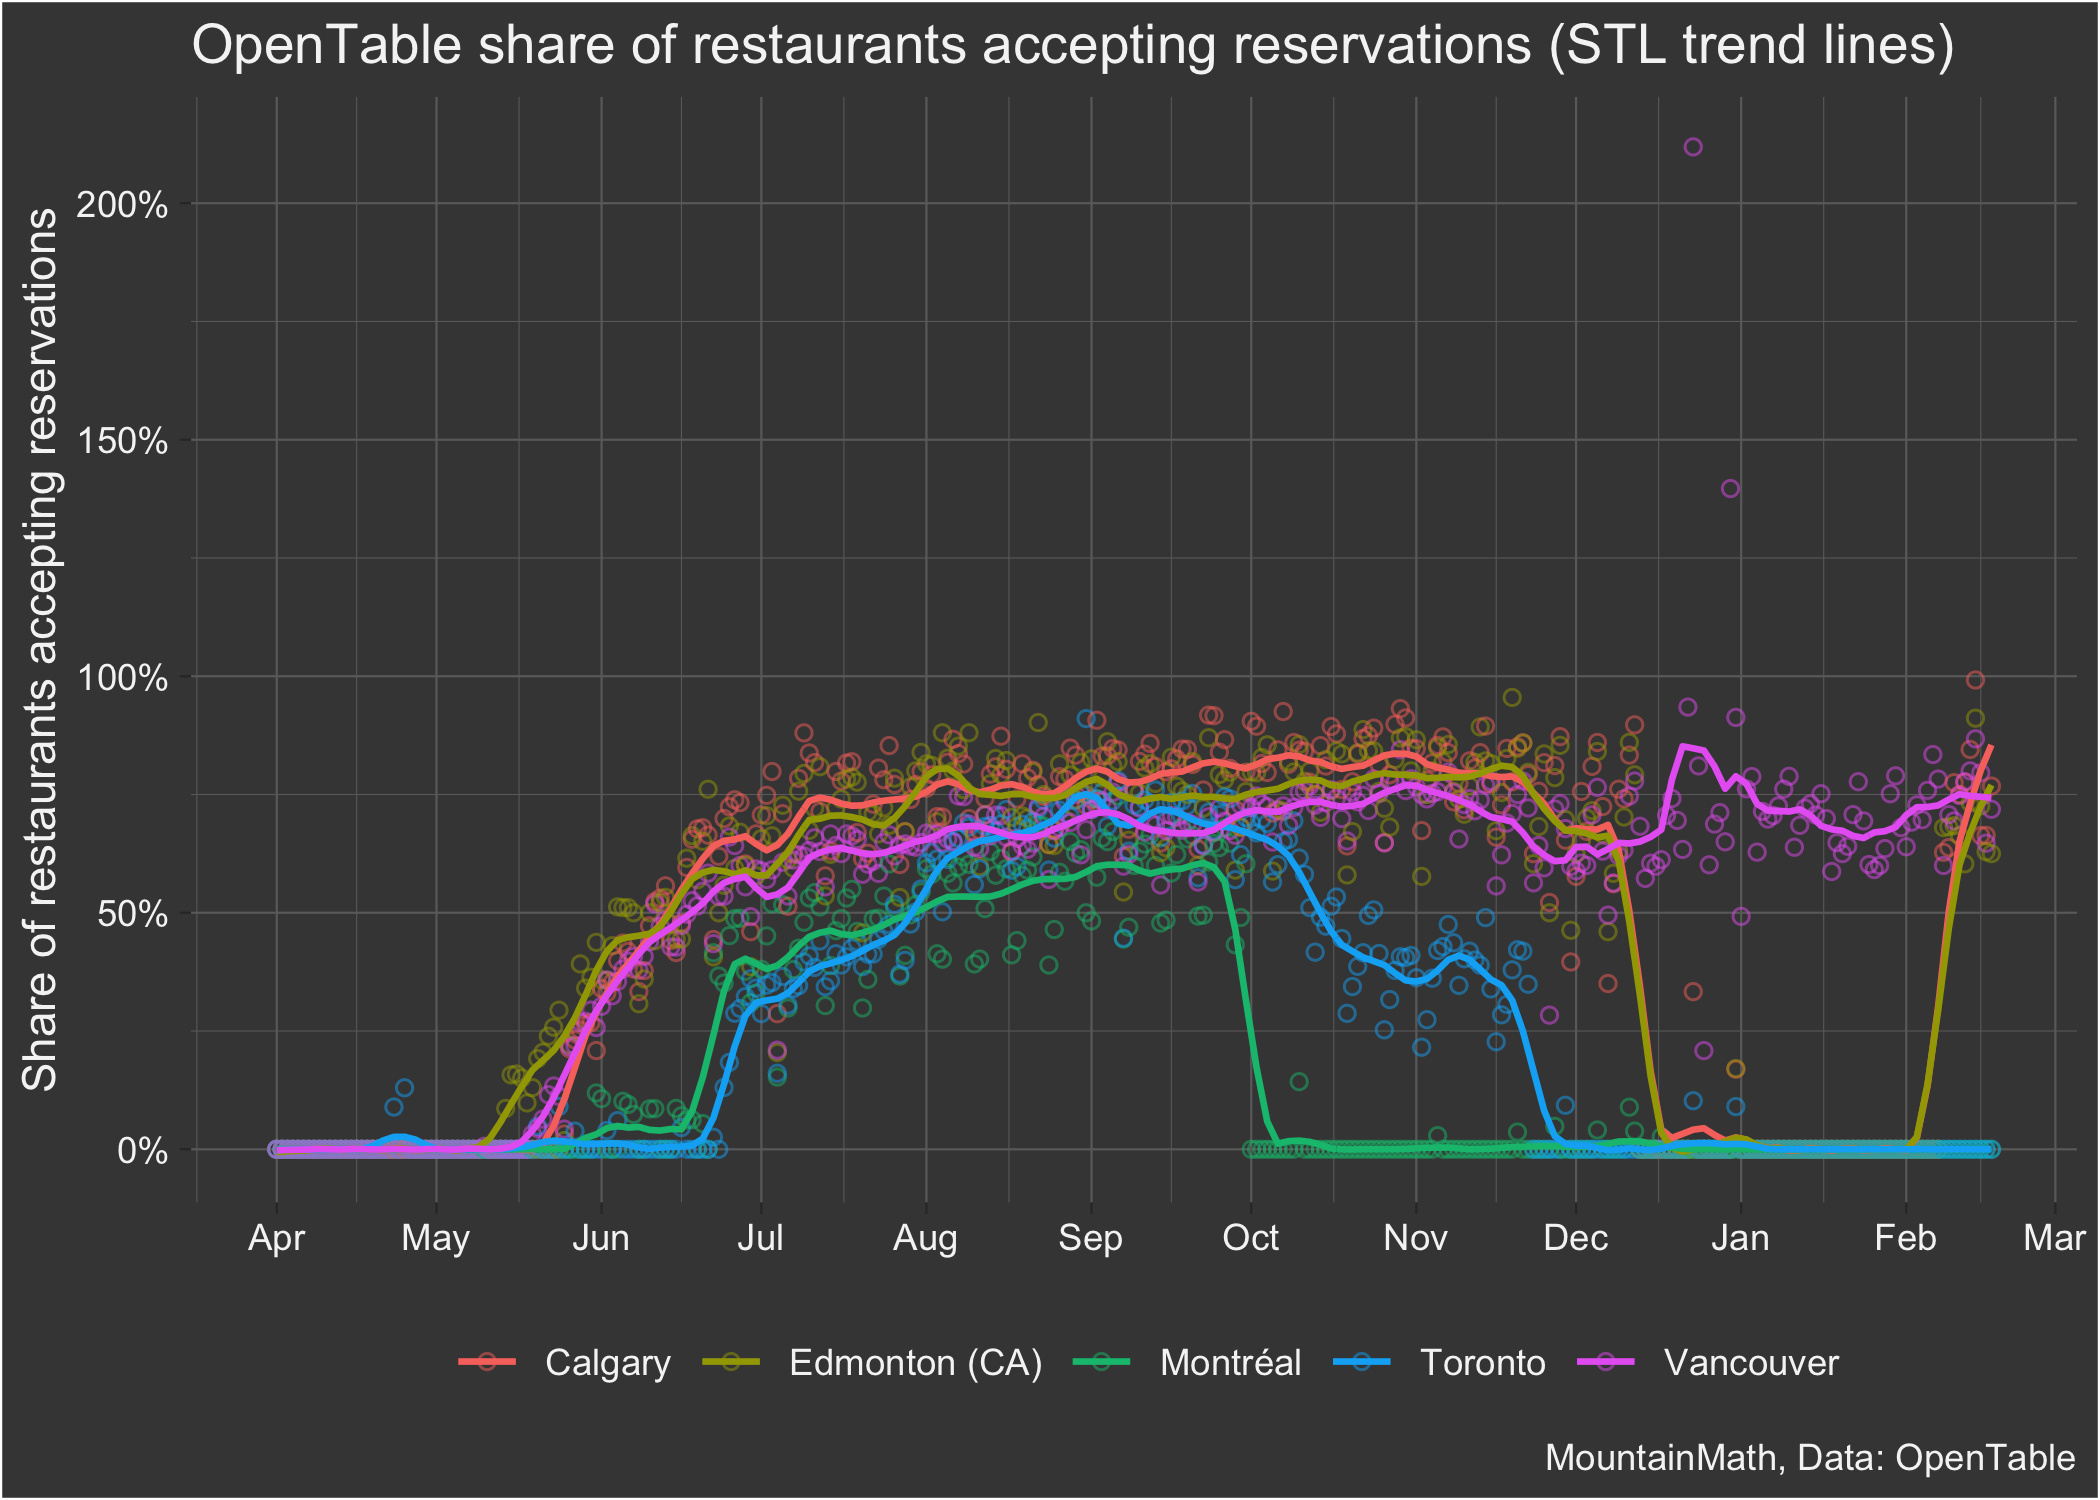 OpenTable share of restaurants accepting reservations (STL trend lines)
Share of restaurants accepting reservations
200%
150%
100%
50%
0%
Apr May Jun Jul Aug Sep Oct Nov Dec Jan Feb Mar
Calgary Edmonton (CA) Montréal Toronto Vancouver
MountainMath, Data: OpenTable